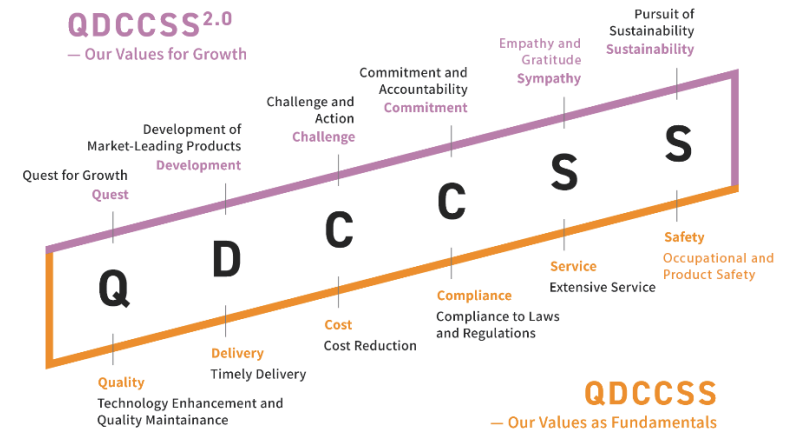 QDCCSS2.0
— Our Values for Growth
Quest for Growth
Quest
Development of
Market-Leading Products
Development
Challenge and
Action
Challenge
Commitment and
Accountability
Commitment
Empathy and
Gratitude
Sympathy
Pursuit of
Sustainability
Sustainability
Q
D
C
C
S
S
Quality
Technology Enhancement and
Quality Maintainance
Delivery
Timely Delivery
Cost
Cost Reduction
Compliance
Compliance to Laws
and Regulations
Service
Extensive Service
Safety
Occupational and
Product Safety
QDCCSS
— Our Values as Fundamentals